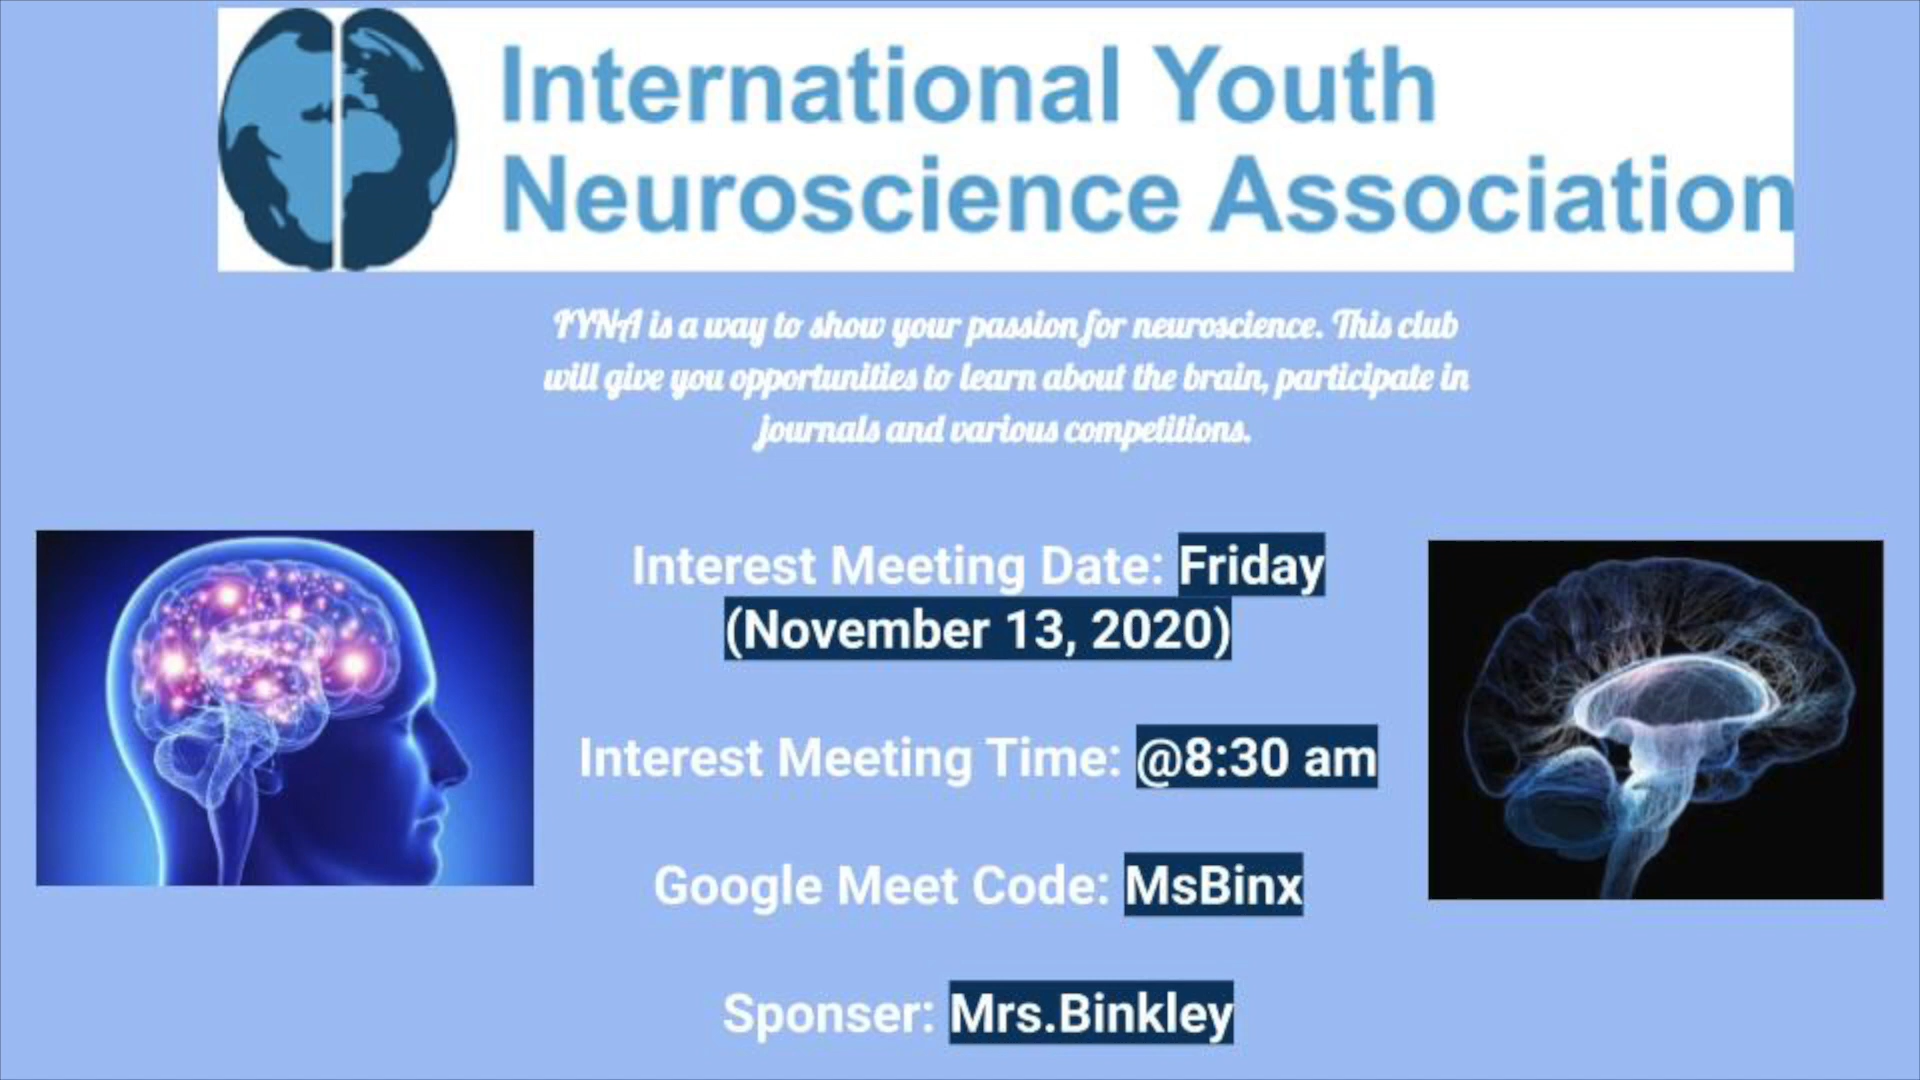 International Youth
Neuroscience Association
IYNA is a way to show your passion for neuroscience. This club
will give you opportunities to learn about the brain, participate in
journals and various competitions.
Interest Meeting Date: Friday
(November 13, 2020)
Interest Meeting Time: @8:30 am
Google Meet Code: MsBinx
Sponser: Mrs.Binkley